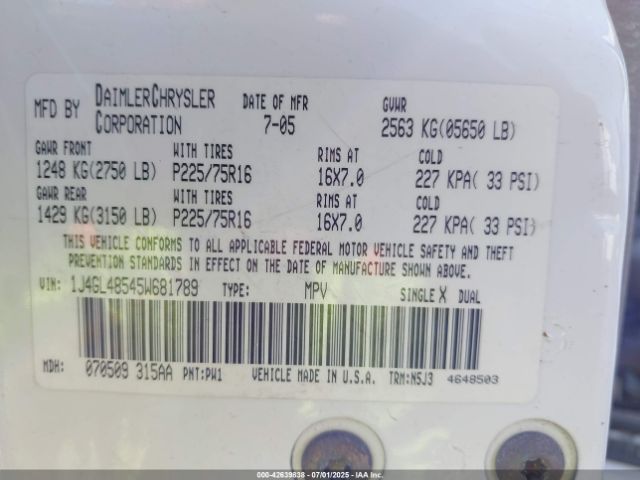 MFD BY DAIMLERCHRYSLER CORPORATION DATE OF MFR 7-05 GVWR 2563 KG(05650 LB)
GAWR FRONT WITH TIRES RIMS AT COLD
1248 KG(2750 LB) P225/75R16 16X7.0 227 KPA( 33 PSI)
GAWR REAR WITH TIRES RIMS AT COLD
1429 KG(3150 LB) P225/75R16 16X7.0 227 KPA( 33 PSI)
THIS VEHICLE CONFORMS TO ALL APPLICABLE FEDERAL MOTOR VEHICLE SAFETY AND THEFT
PREVENTION STANDARDS IN EFFECT ON THE DATE OF MANUFACTURE SHOWN ABOVE.
VIN: 1J4GL48545W681789 TYPE: MPV SINGLE X DUAL
MDH: 070509 315AA PNT:PW1 VEHICLE MADE IN U.S.A. TRM:N5J3 4648503
000-42639838 - 07/01/2025 - IAA Inc.